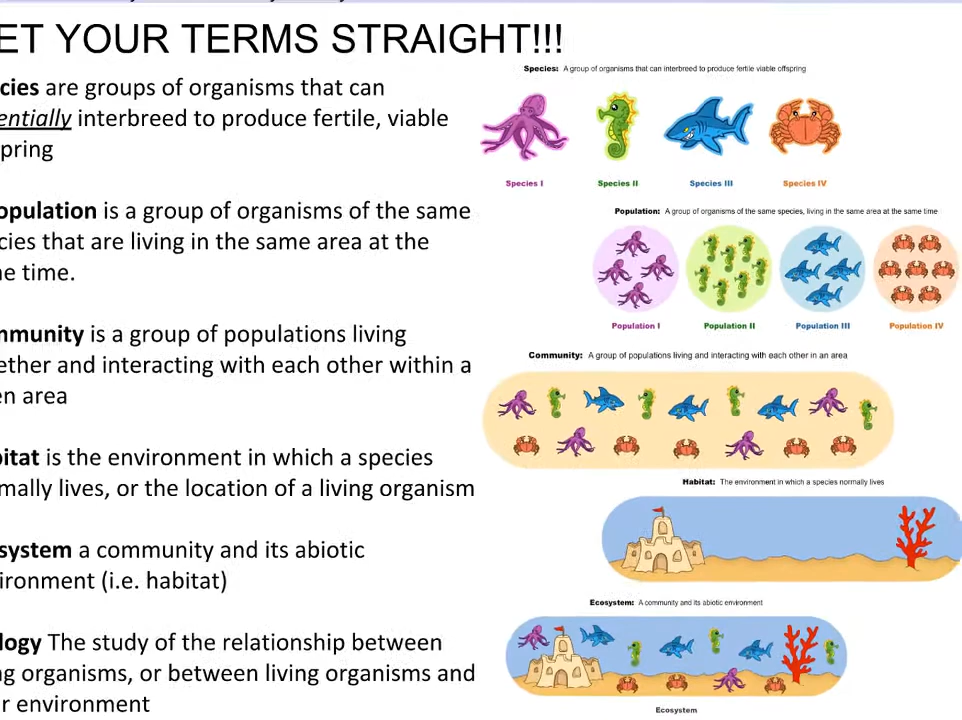 ET YOUR TERMS STRAIGHT!!!
cies are groups of organisms that can
entially interbreed to produce fertile, viable
spring
opulation is a group of organisms of the same
cies that are living in the same area at the
e time.
mmunity is a group of populations living
ether and interacting with each other within a
en area
itat is the environment in which a species
mally lives, or the location of a living organism
system a community and its abiotic
ironment (i.e. habitat)
logy The study of the relationship between
ng organisms, or between living organisms and
r environment
Species: A group of organisms that can interbreed to produce fertile viable offspring
Species I Species II Species III Species IV
Population: A group of organisms of the same species, living in the same area at the same time
Population I Population II Population III Population IV
Community: A group of populations living and interacting with each other in an area
Habitat: The environment in which a species normally lives
Ecosystem: A community and its abiotic environment
Ecosystem